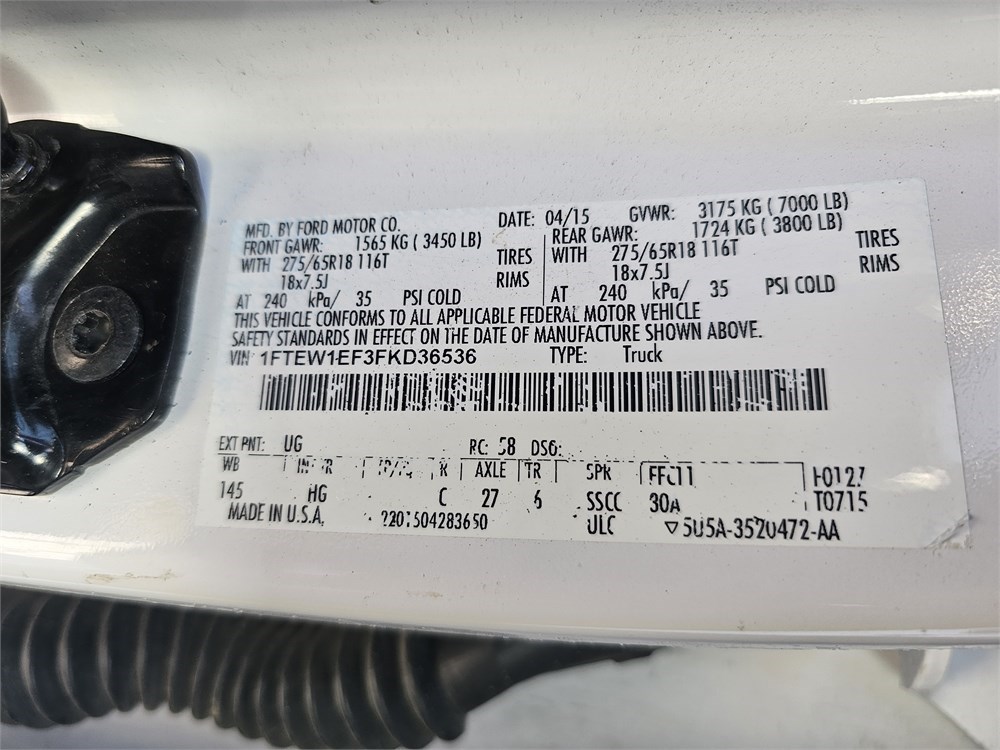 MFD. BY FORD MOTOR CO. DATE: 04/15 GVWR: 3175 KG ( 7000 LB)
FRONT GAWR: 1565 KG ( 3450 LB) REAR GAWR: 1724 KG ( 3800 LB)
WITH 275/65R18 116T TIRES WITH 275/65R18 116T TIRES
18x7.5J RIMS 18x7.5J RIMS
AT 240 kPa/ 35 PSI COLD AT 240 kPa/ 35 PSI COLD
THIS VEHICLE CONFORMS TO ALL APPLICABLE FEDERAL MOTOR VEHICLE
SAFETY STANDARDS IN EFFECT ON THE DATE OF MANUFACTURE SHOWN ABOVE.
VIN: 1FTEW1EF3FKD36536 TYPE: Truck
EXT PNT: UG RC: 58 DSO:
WB R AXLE TR SPR
145 HG C 27 6 SSCC 30A T0715
MADE IN U.S.A. ULC 5U5A-3520472-AA